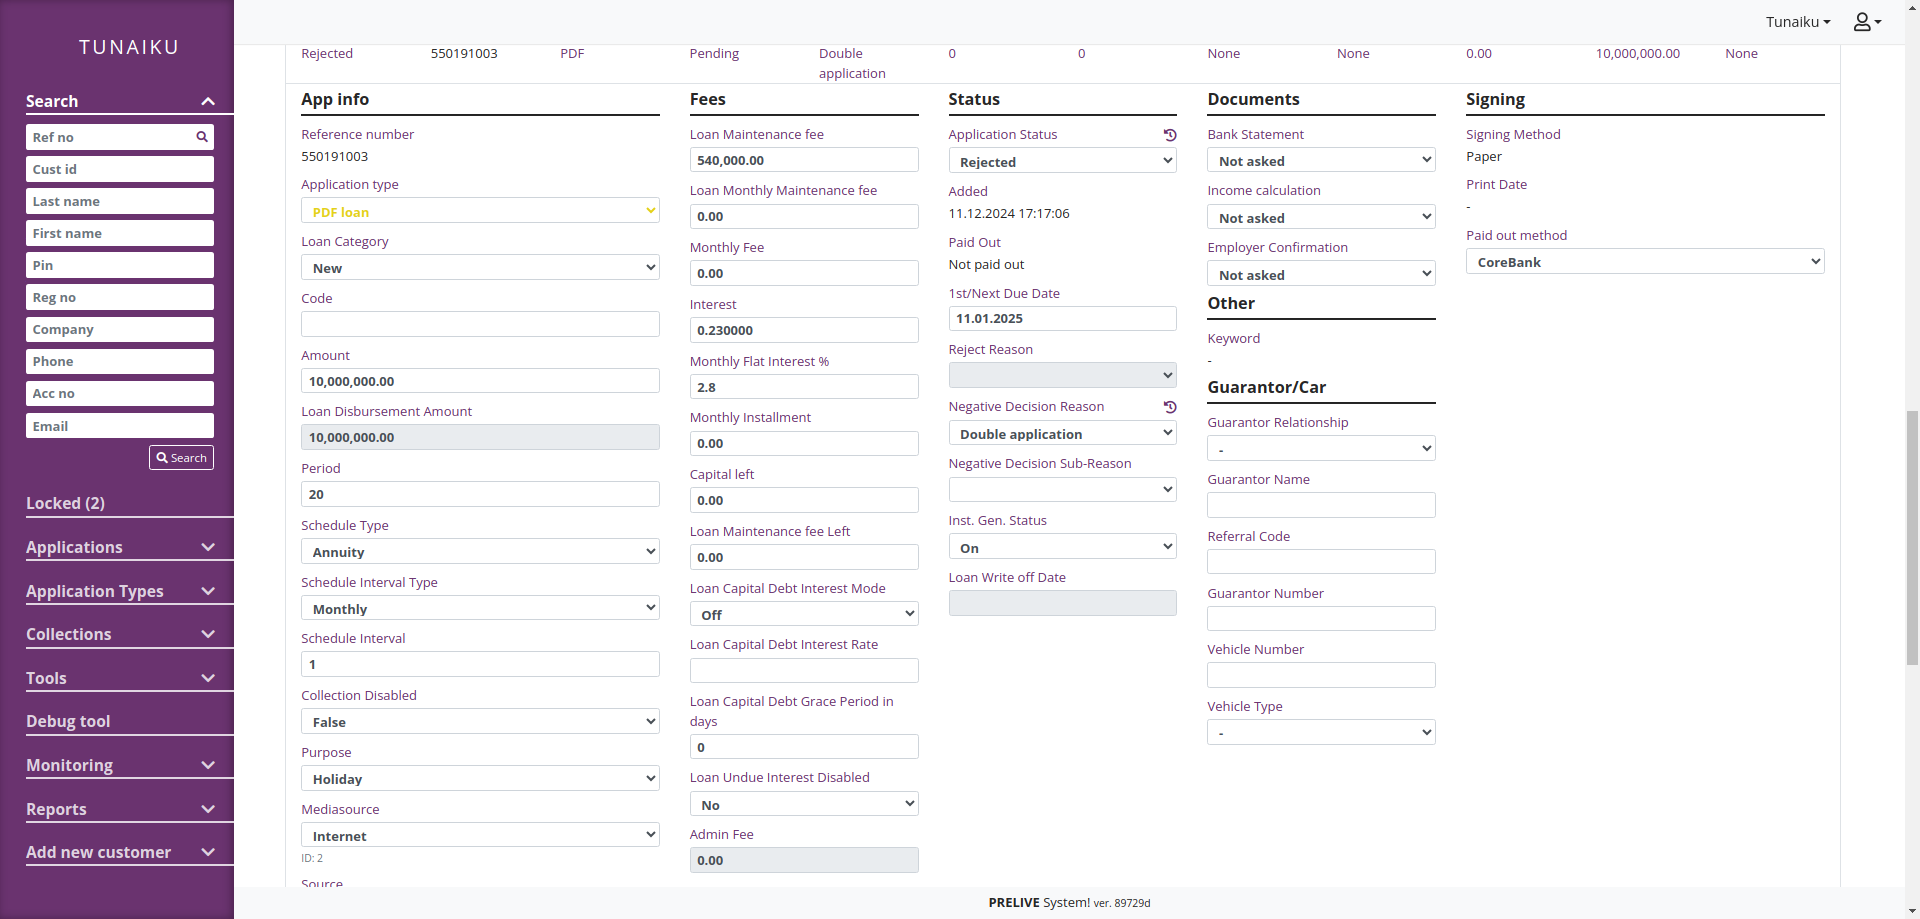 TUNAIKU
Search
Ref no
Cust id
Last name
First name
Pin
Reg no
Company
Phone
Acc no
Email
Search
Locked (2)
Applications
Application Types
Collections
Tools
Debug tool
Monitoring
Reports
Add new customer
Tunaiku
Rejected 550191003 PDF Pending Double 0 0 None None 0.00 10,000,000.00 None
application
App info
Reference number
550191003
Application type
PDF loan
Loan Category
New
Code
Amount
10,000,000.00
Loan Disbursement Amount
10,000,000.00
Period
20
Schedule Type
Annuity
Schedule Interval Type
Monthly
Schedule Interval
1
Collection Disabled
False
Purpose
Holiday
Mediasource
Internet
ID: 2
Source
Fees
Loan Maintenance fee
540,000.00
Loan Monthly Maintenance fee
0.00
Monthly Fee
0.00
Interest
0.230000
Monthly Flat Interest %
2.8
Monthly Installment
0.00
Capital left
0.00
Loan Maintenance fee Left
0.00
Loan Capital Debt Interest Mode
Off
Loan Capital Debt Interest Rate
Loan Capital Debt Grace Period in
days
0
Loan Undue Interest Disabled
No
Admin Fee
0.00
Status
Application Status
Rejected
Added
11.12.2024 17:17:06
Paid Out
Not paid out
1st/Next Due Date
11.01.2025
Reject Reason
Negative Decision Reason
Double application
Negative Decision Sub-Reason
Inst. Gen. Status
On
Loan Write off Date
Documents
Bank Statement
Not asked
Income calculation
Not asked
Employer Confirmation
Not asked
Other
Keyword
-
Guarantor/Car
Guarantor Relationship
-
Guarantor Name
Referral Code
Guarantor Number
Vehicle Number
Vehicle Type
-
Signing
Signing Method
Paper
Print Date
-
Paid out method
CoreBank
PRELIVE System! ver. 89729d